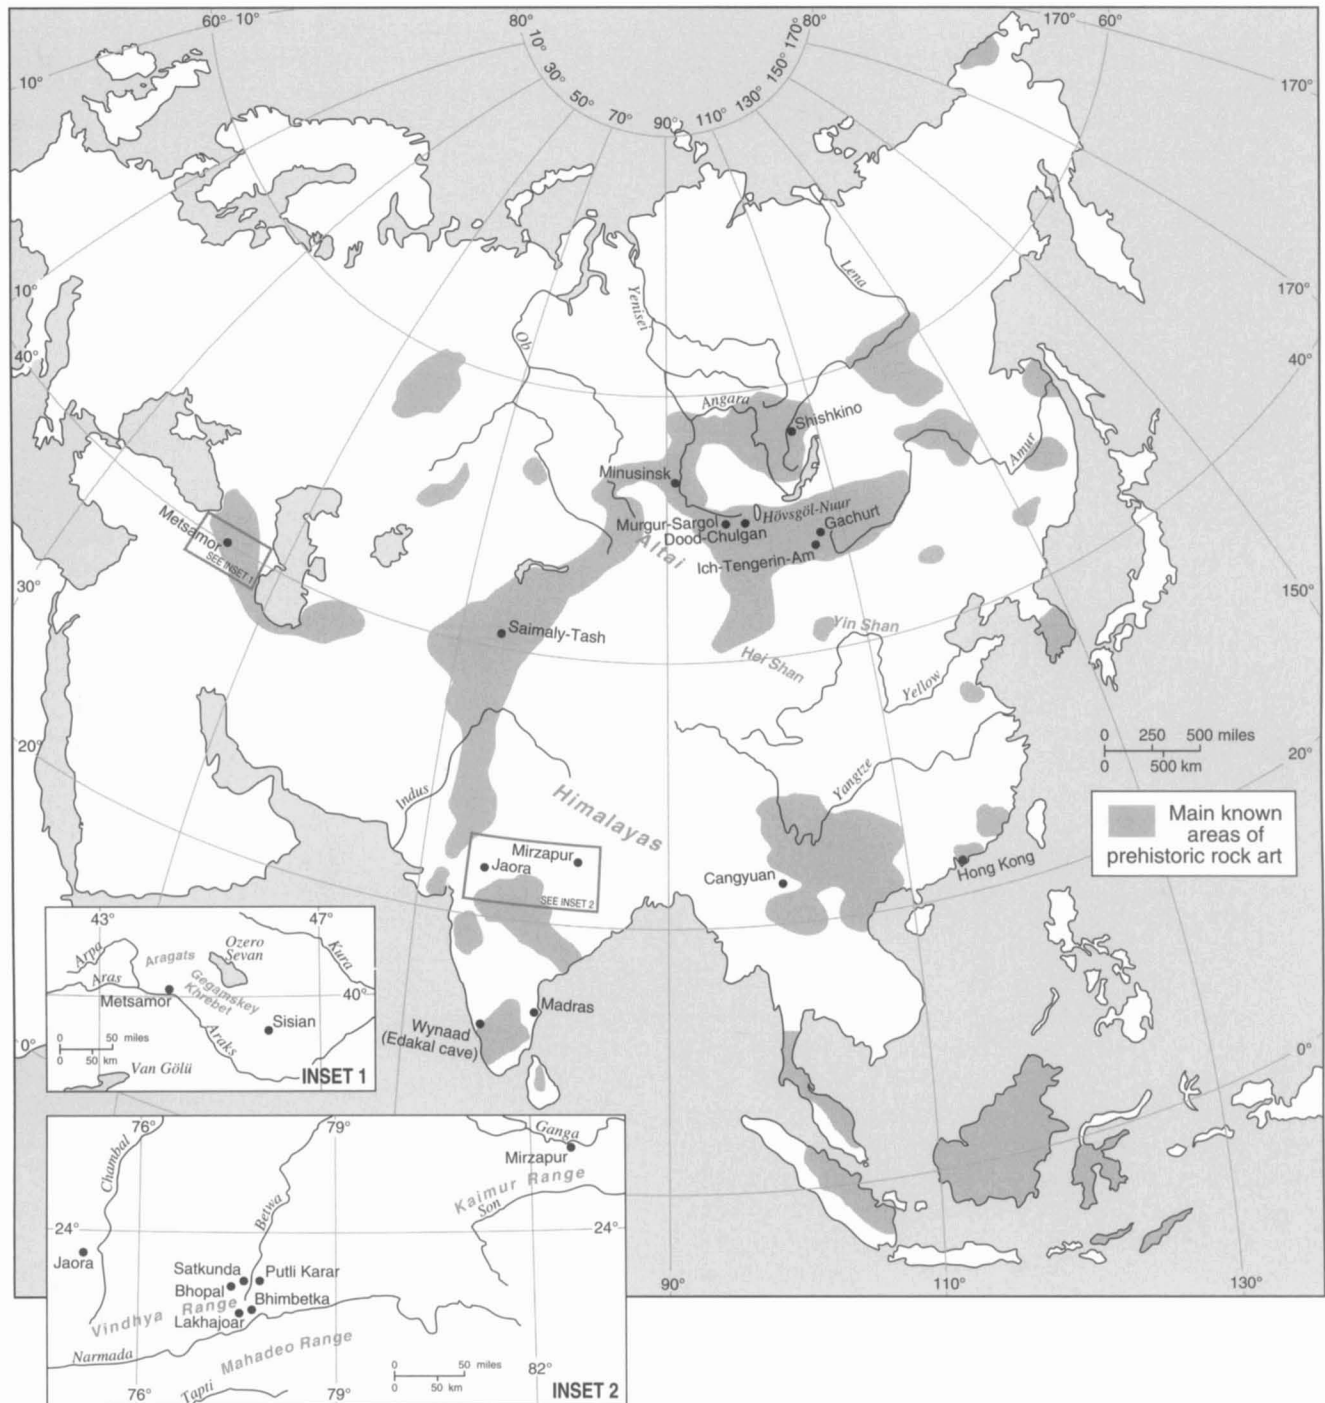 60° 10° 80° 80° 170° 60°
10° 170° 10°
30° 150° 170°
50° 130°
70° 90° 110°
10° 170°
40° 40°
Lena
Yenisei
Ob
Angara
Shishkino
Amur
Minusinsk
Hövsgöl-Nuur
Murgur-Sargol
Gachurt
Dood-Chulgan
Altai
Ich-Tengerin-Am
Metsamor
SEE INSET 1
30° 150°
Saimaly-Tash
Yin Shan
Hei Shan
Yellow
0 250 500 miles
0 500 km
20° 20°
Indus
Himalayas
Yangtze
Main known
areas of
prehistoric rock art
Mirzapur
Jaora
SEE INSET 2
Cangyuan
Hong Kong
Madras
Wynaad
(Edakal cave)
0° 0°
43° 47°
Arpa
Aragats
Ozero
Sevan
Kura
Aras
Gegamskey
Khrebet
40°
Metsamor
Sisian
Araks
0 50 miles
0 50 km
Van Gölü
INSET 1
90° 110° 130°
76° 79°
Chambal
Ganga
Mirzapur
Kaimur Range
Betwa
Son
24° 24°
Jaora
Satkunda
Putli Karar
Bhopal
Bhimbetka
Vindhya Range
Lakhajoar
Narmada
Mahadeo Range
0 50 miles
0 50 km
82°
76° 79°
Tapti
INSET 2